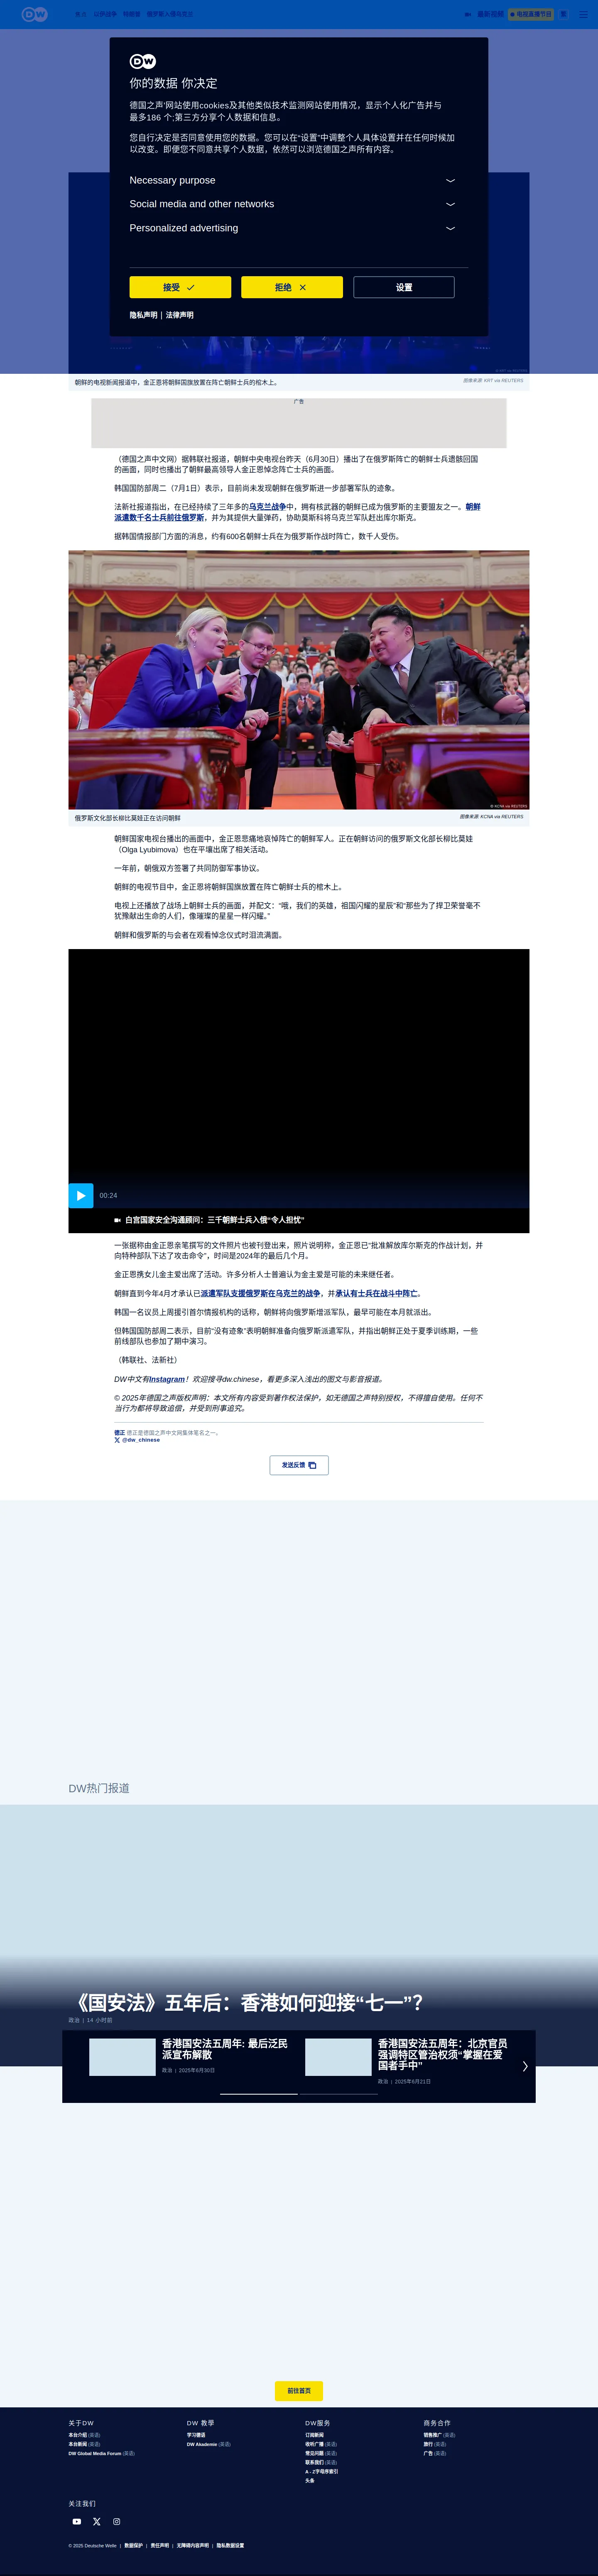 DW
最新视频
电视直播节目
DW
你的数据 你决定
德国之声'网站使用cookies及其他类似技术监测网站使用情况，显示个人化广告并与
最多186 个;第三方分享个人数据和信息。
您自行决定是否同意使用您的数据。您可以在“设置”中调整个人具体设置并在任何时候加
以改变。即便您不同意共享个人数据，依然可以浏览德国之声所有内容。
Necessary purpose
Social media and other networks
Personalized advertising
接受
拒绝
设置
隐私声明 | 法律声明
朝鲜的电视新闻报道中，金正恩将朝鲜国旗放置在阵亡朝鲜士兵的棺木上。
图像来源: KRT via REUTERS
广告
（德国之声中文网）据韩联社报道，朝鲜中央电视台昨天（6月30日）播出了在俄罗斯阵亡的朝鲜士兵遗骸回国
的画面，同时也播出了朝鲜最高领导人金正恩悼念阵亡士兵的画面。
韩国国防部周二（7月1日）表示，目前尚未发现朝鲜在俄罗斯进一步部署军队的迹象。
法新社报道指出，在已经持续了三年多的乌克兰战争中，拥有核武器的朝鲜已成为俄罗斯的主要盟友之一。朝鲜
派遣数千名士兵前往俄罗斯，并为其提供大量弹药，协助莫斯科将乌克兰军队赶出库尔斯克。
据韩国情报部门方面的消息，约有600名朝鲜士兵在为俄罗斯作战时阵亡，数千人受伤。
© KCNA via REUTERS
俄罗斯文化部长柳比莫娃正在访问朝鲜
图像来源: KCNA via REUTERS
朝鲜国家电视台播出的画面中，金正恩悲痛地哀悼阵亡的朝鲜军人。正在朝鲜访问的俄罗斯文化部长柳比莫娃
（Olga Lyubimova）也在平壤出席了相关活动。
一年前，朝俄双方签署了共同防御军事协议。
朝鲜的电视节目中，金正恩将朝鲜国旗放置在阵亡朝鲜士兵的棺木上。
电视上还播放了战场上朝鲜士兵的画面，并配文：“哦，我们的英雄，祖国闪耀的星辰”和“那些为了捍卫荣誉毫不
犹豫献出生命的人们，像璀璨的星星一样闪耀。”
朝鲜和俄罗斯的与会者在观看悼念仪式时泪流满面。
00:24
白宫国家安全沟通顾问：三千朝鲜士兵入俄“令人担忧”
一张据称由金正恩亲笔撰写的文件照片也被刊登出来，照片说明称，金正恩已“批准解放库尔斯克的作战计划，并
向特种部队下达了攻击命令”，时间是2024年的最后几个月。
金正恩携女儿金主爱出席了活动。许多分析人士普遍认为金主爱是可能的未来继任者。
朝鲜直到今年4月才承认已派遣军队支援俄罗斯在乌克兰的战争，并承认有士兵在战斗中阵亡。
韩国一名议员上周援引首尔情报机构的话称，朝鲜将向俄罗斯增派军队，最早可能在本月就派出。
但韩国国防部周二表示，目前“没有迹象”表明朝鲜准备向俄罗斯派遣军队，并指出朝鲜正处于夏季训练期，一些
前线部队也参加了期中演习。
（韩联社、法新社）
DW中文有Instagram！欢迎搜寻dw.chinese，看更多深入浅出的图文与影音报道。
© 2025年德国之声版权声明：本文所有内容受到著作权法保护，如无德国之声特别授权，不得擅自使用。任何不
当行为都将导致追偿，并受到刑事追究。
德正 德正是德国之声中文网集体笔名之一。
@dw_chinese
发送反馈
DW热门报道
《国安法》五年后：香港如何迎接“七一”？
政治 | 14 小时前
香港国安法五周年: 最后泛民
派宣布解散
政治 | 2025年6月30日
香港国安法五周年：北京官员
强调特区管治权须“掌握在爱
国者手中”
政治 | 2025年6月21日
前往首页
关于DW
本台介绍 (英语)
本台新闻 (英语)
DW Global Media Forum (英语)
DW 教學
学习德语
DW Akademie (英语)
DW服务
订阅新闻
收听广播 (英语)
常见问题 (英语)
联系我们 (英语)
A - Z字母序索引
头条
商务合作
销售推广 (英语)
旅行 (英语)
广告 (英语)
关注我们
© 2025 Deutsche Welle | 数据保护 | 责任声明 | 无障碍内容声明 | 隐私数据设置